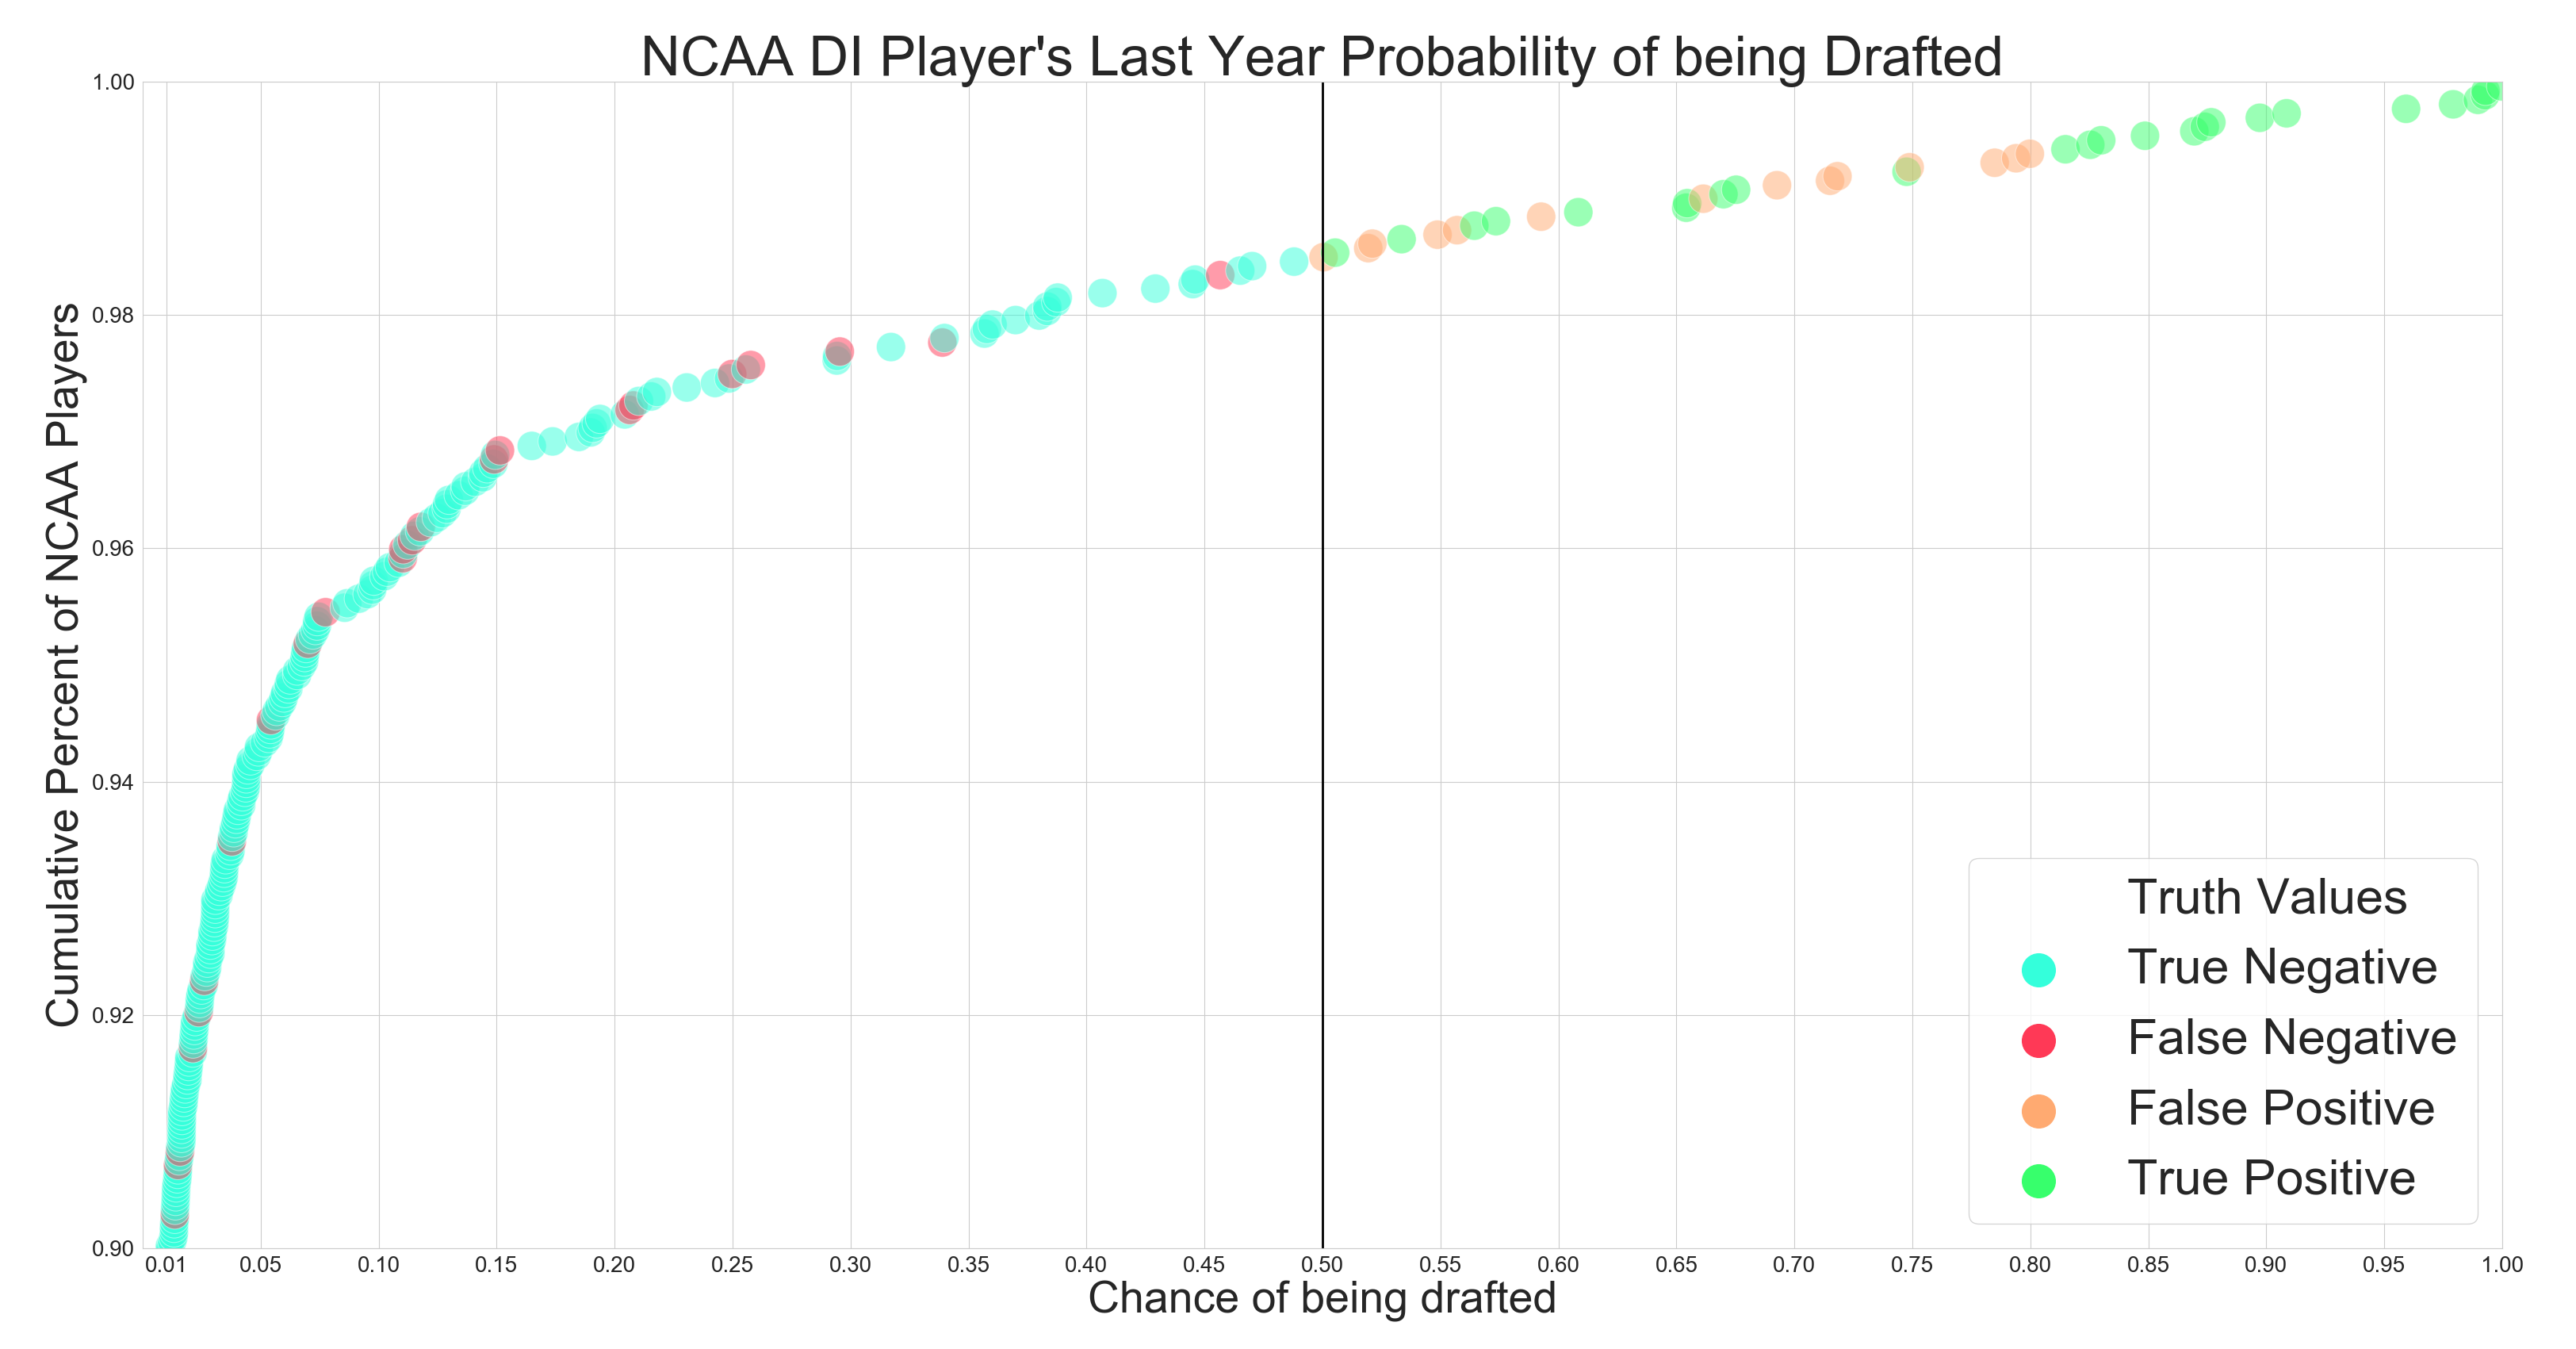 NCAA DI Player's Last Year Probability of being Drafted
Cumulative Percent of NCAA Players
1.00
0.98
0.96
0.94
0.92
0.90
0.01 0.05 0.10 0.15 0.20 0.25 0.30 0.35 0.40 0.45 0.50 0.55 0.60 0.65 0.70 0.75 0.80 0.85 0.90 0.95 1.00
Chance of being drafted
Truth Values
True Negative
False Negative
False Positive
True Positive